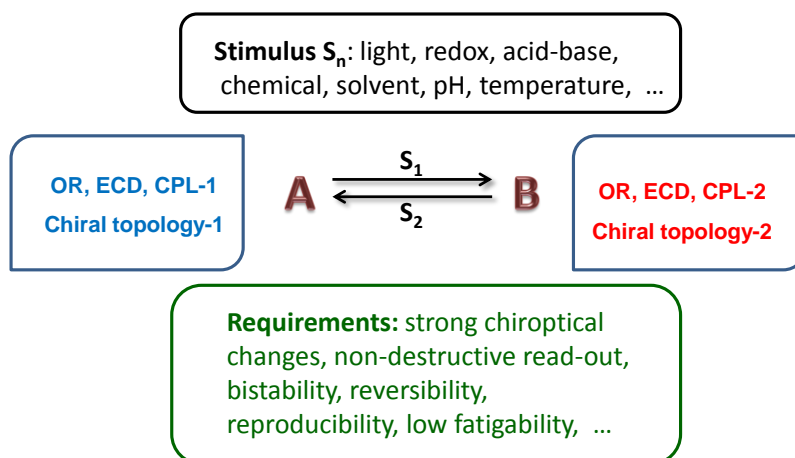 Stimulus Sn: light, redox, acid-base,
chemical, solvent, pH, temperature, ...
OR, ECD, CPL-1
Chiral topology-1
A
S1
S2
B
OR, ECD, CPL-2
Chiral topology-2
Requirements: strong chiroptical
changes, non-destructive read-out,
bistability, reversibility,
reproducibility, low fatigability, ...